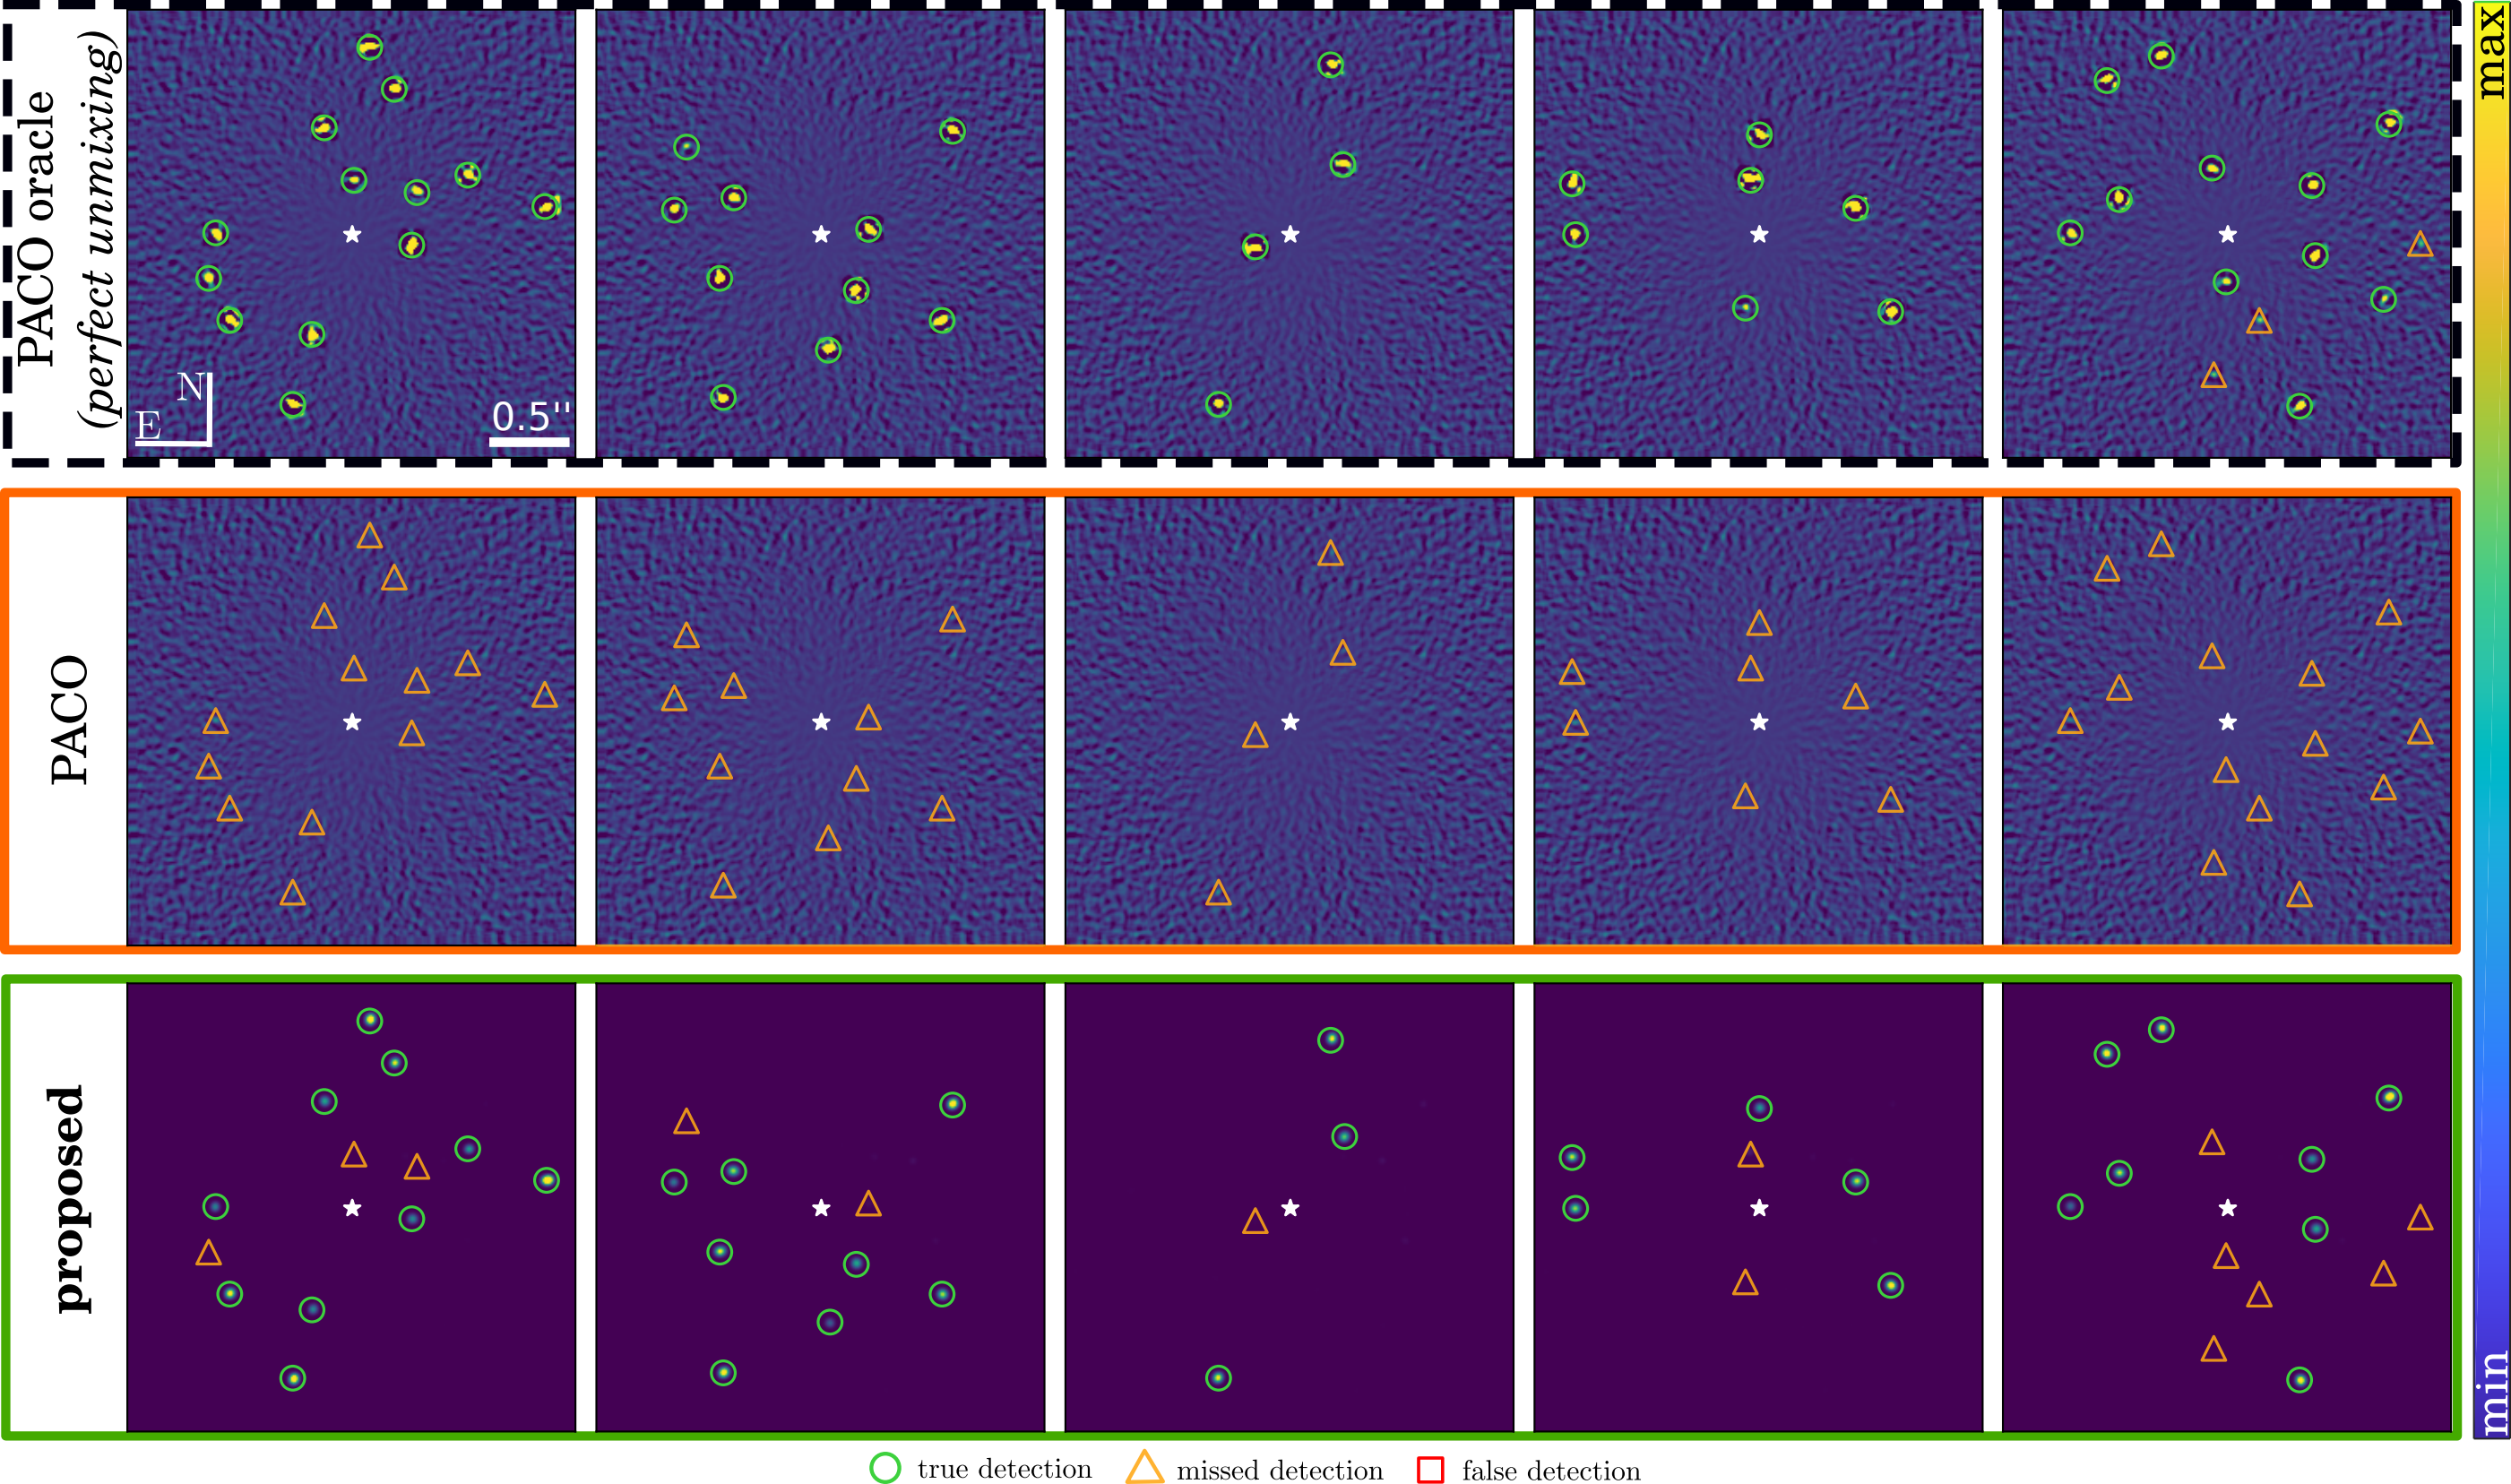 PACO oracle
(perfect unmixing)
N
E
0.5''
max
PACO
proposed
min
true detection
missed detection
false detection